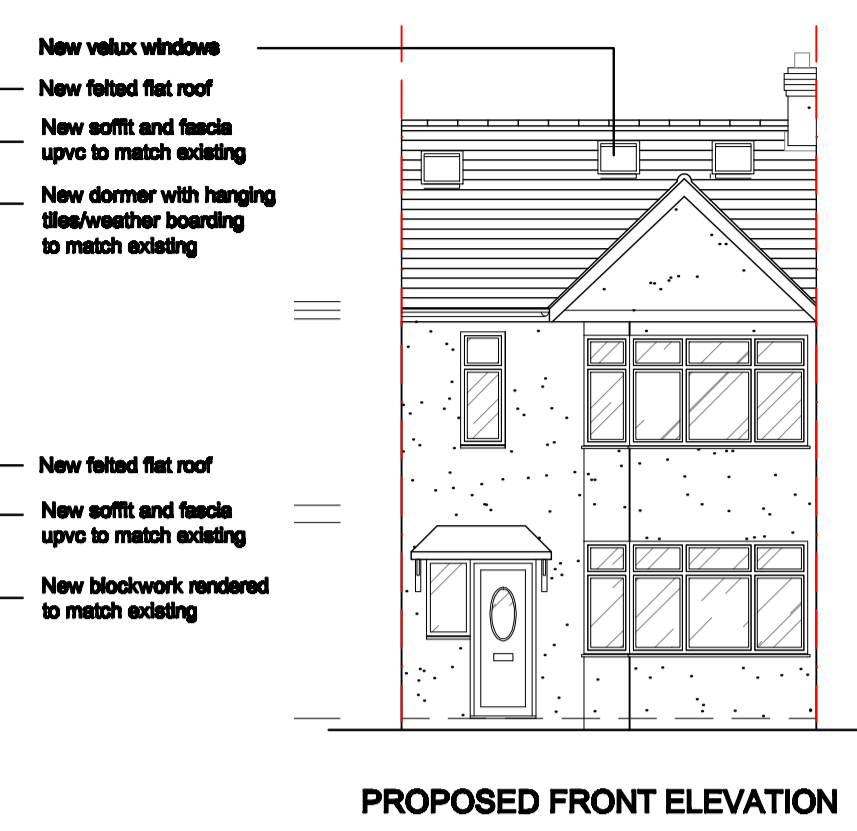 New velux windows
New felted flat roof
New soffit and fascia
upvc to match existing
New dormer with hanging
tiles/weather boarding
to match existing
New felted flat roof
New soffit and fascia
upvc to match existing
New blockwork rendered
to match existing
PROPOSED FRONT ELEVATION